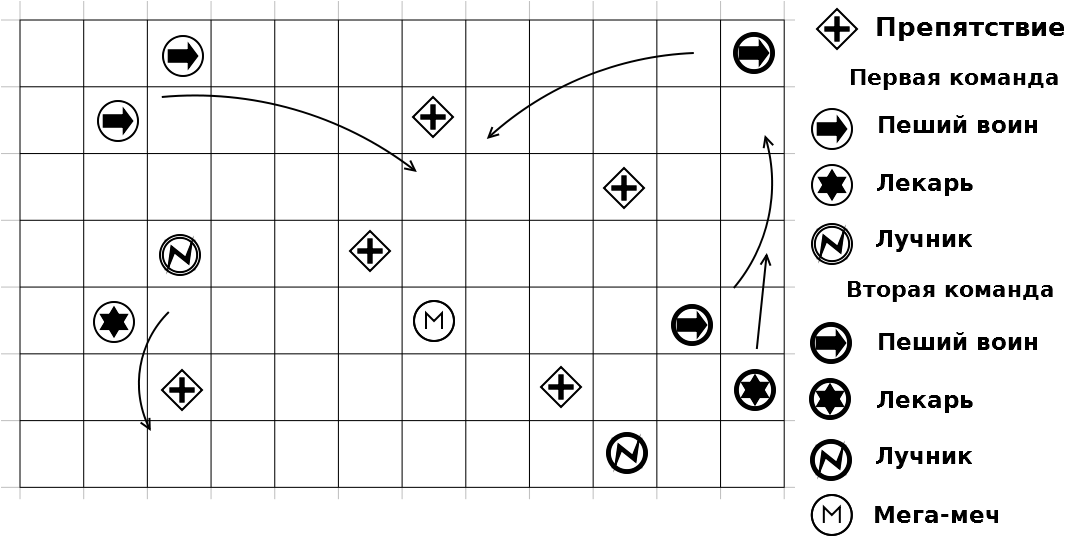 Препятствие
Первая команда
Пеший воин
Лекарь
Лучник
Вторая команда
Пеший воин
Лекарь
Лучник
М
М Мега-меч